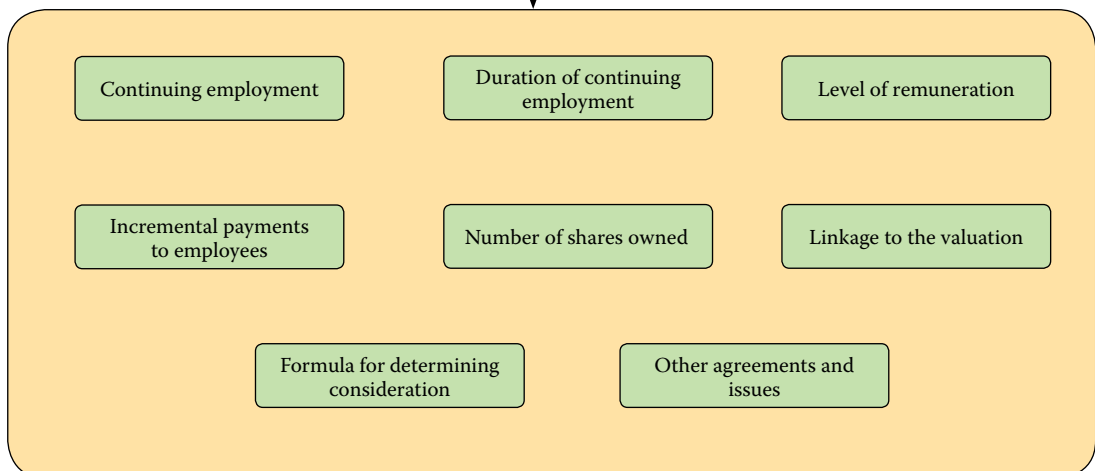 Continuing employment
Duration of continuing
employment
Level of remuneration
Incremental payments
to employees
Number of shares owned
Linkage to the valuation
Formula for determining
consideration
Other agreements and
issues